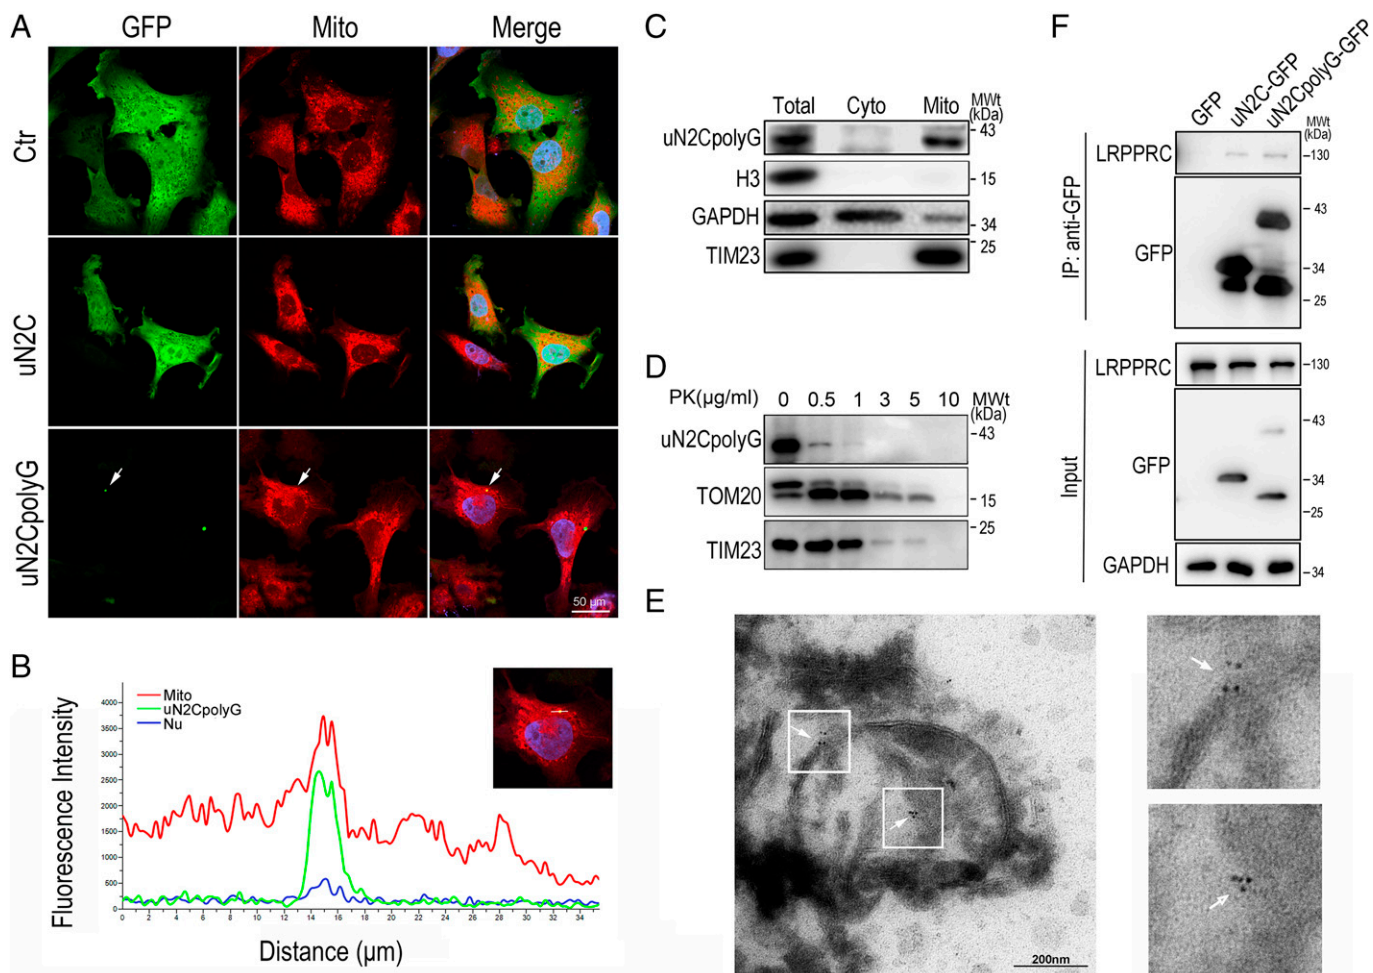 A
GFP
Mito
Merge
Ctr
uN2C
uN2CpolyG
50 µm
B
Fluorescence Intensity
Mito
uN2CpolyG
Nu
4000
3500
3000
2500
2000
1500
1000
500
0
0 2 4 6 8 10 12 14 16 18 20 22 24 26 28 30 32 34
Distance (µm)
C
Total Cyto Mito MWt
(kDa)
uN2CpolyG
43
H3
15
GAPDH
34
TIM23
25
D
PK(µg/ml) 0 0.5 1 3 5 10 MWt
(kDa)
uN2CpolyG
43
TOM20
15
TIM23
25
E
200nm
F
GFP
uN2C-GFP
uN2CpolyG-GFP
MWt
(kDa)
IP: anti-GFP
LRPPRC
130
GFP
43
34
25
Input
LRPPRC
130
GFP
43
34
25
GAPDH
34